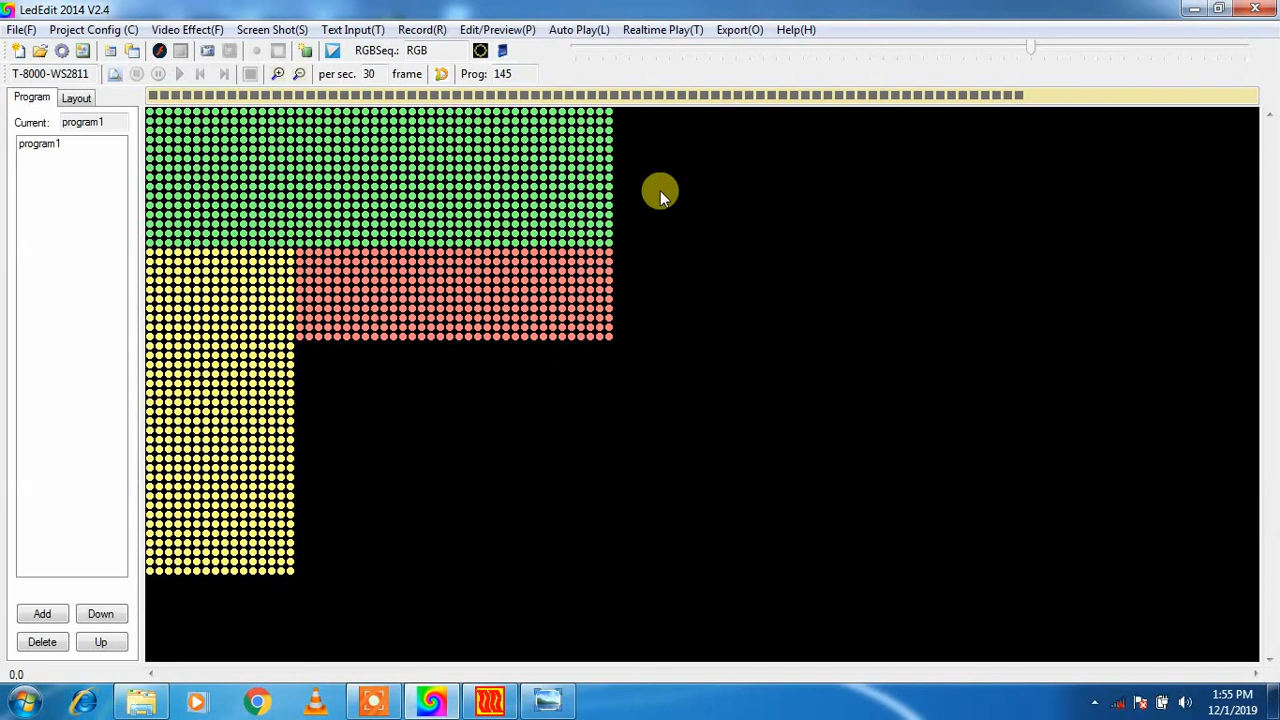 LedEdit 2014 V2.4
File(F) Project Config (C) Video Effect(F) Screen Shot(S) Text Input(T) Record(R) Edit/Preview(P) Auto Play(L) Realtime Play(T) Export(O) Help(H)
RGBSeq.: RGB
T-8000-WS2811 per sec. 30 frame Prog: 145
Program Layout
Current: program1
program1
Add Down
Delete Up
0,0
1:55 PM
12/1/2019